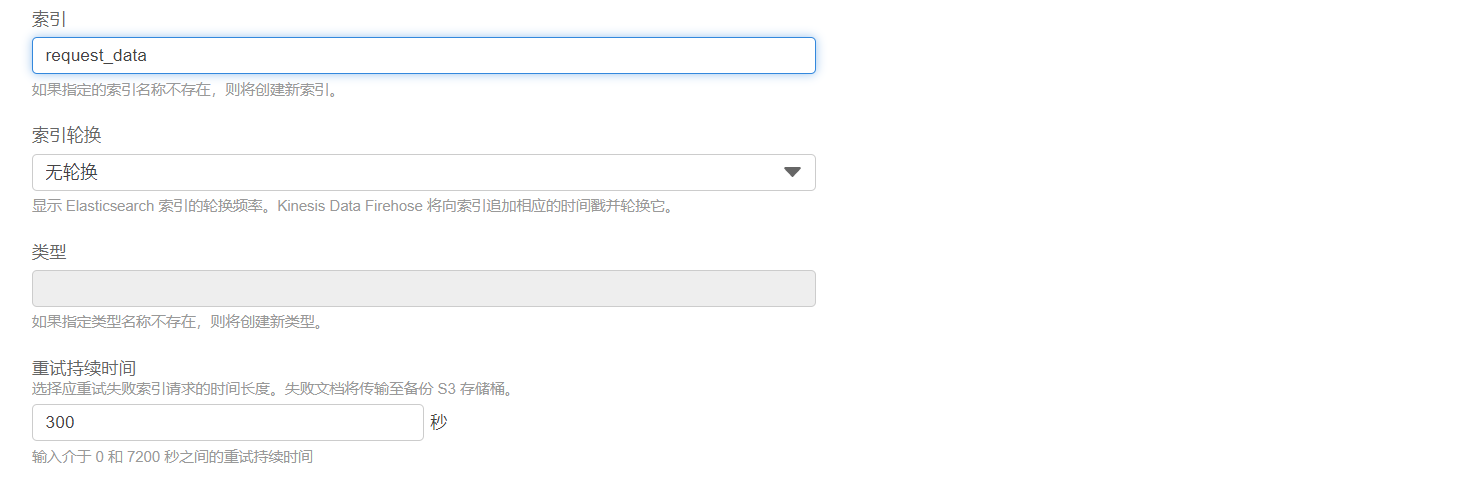 索引
request_data
如果指定的索引名称不存在，则将创建新索引。
索引轮换
无轮换
显示 Elasticsearch 索引的轮换频率。Kinesis Data Firehose 将向索引追加相应的时间戳并轮换它。
类型
如果指定类型名称不存在，则将创建新类型。
重试持续时间
选择应重试失败索引请求的时间长度。失败文档将传输至备份 S3 存储桶。
300 秒
输入介于 0 和 7200 秒之间的重试持续时间